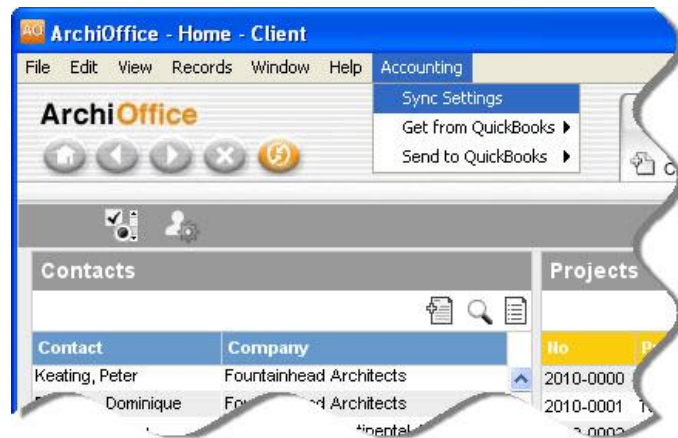 ArchiOffice - Home - Client
File Edit View Records Window Help Accounting
Sync Settings
Get from QuickBooks
Send to QuickBooks
ArchiOffice
Contacts
Projects
Contact Company
No
Keating, Peter Fountainhead Architects
2010-0000
Dominique Architects
2010-0001